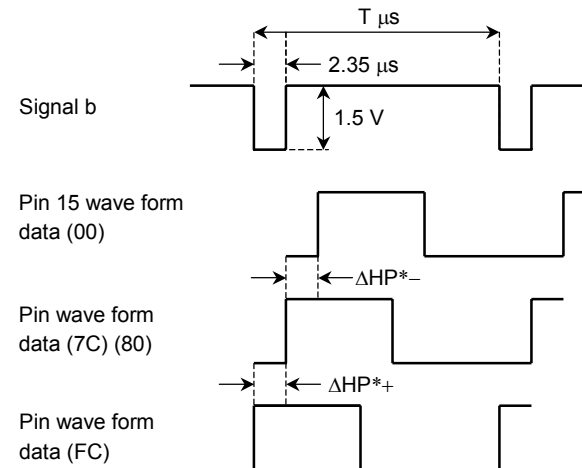 T μs
2.35 μs
Signal b
1.5 V
Pin 15 wave form
data (00)
ΔHP*−
Pin wave form
data (7C) (80)
ΔHP*+
Pin wave form
data (FC)